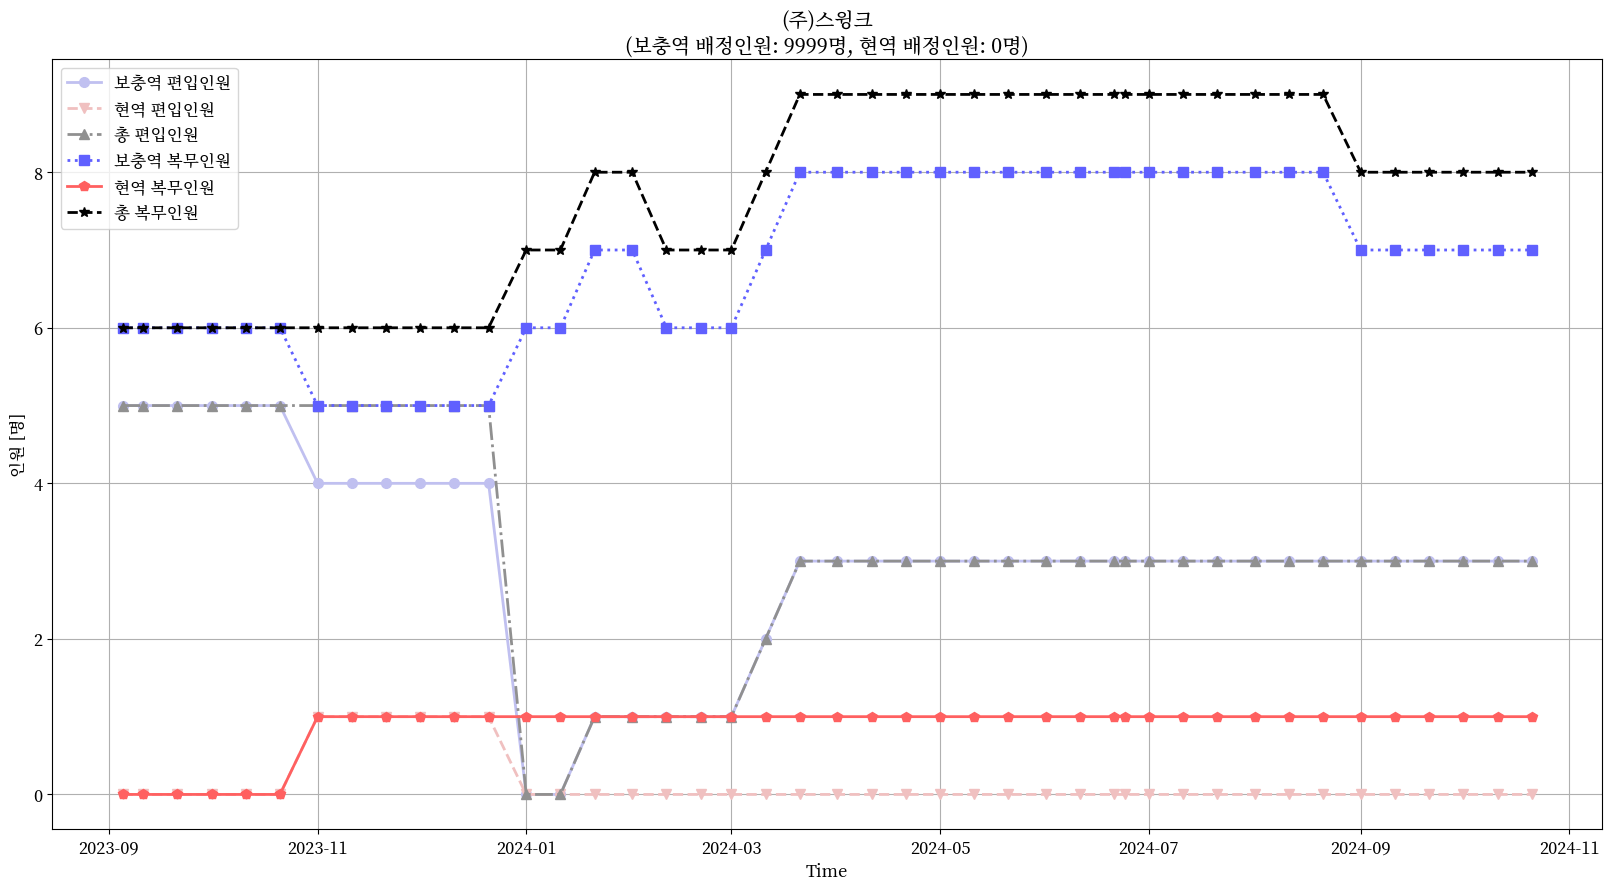 (주)스윙크
(보충역 배정인원: 9999명, 현역 배정인원: 0명)
보충역 편입인원
현역 편입인원
총 편입인원
보충역 복무인원
현역 복무인원
총 복무인원
인원 [명]
8
6
4
2
0
2023-09
2023-11
2024-01
2024-03
2024-05
2024-07
2024-09
2024-11
Time